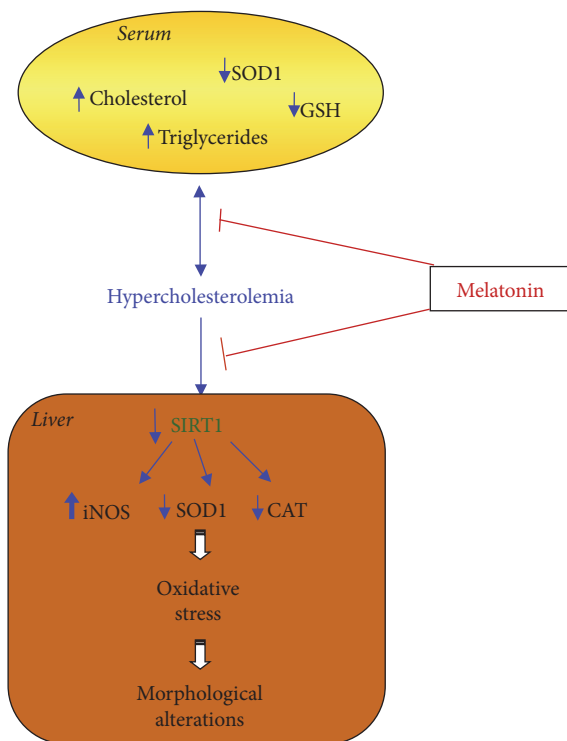 Serum
SOD1
Cholesterol
GSH
Triglycerides
Hypercholesterolemia
Melatonin
Liver
SIRT1
iNOS SOD1 CAT
Oxidative
stress
Morphological
alterations